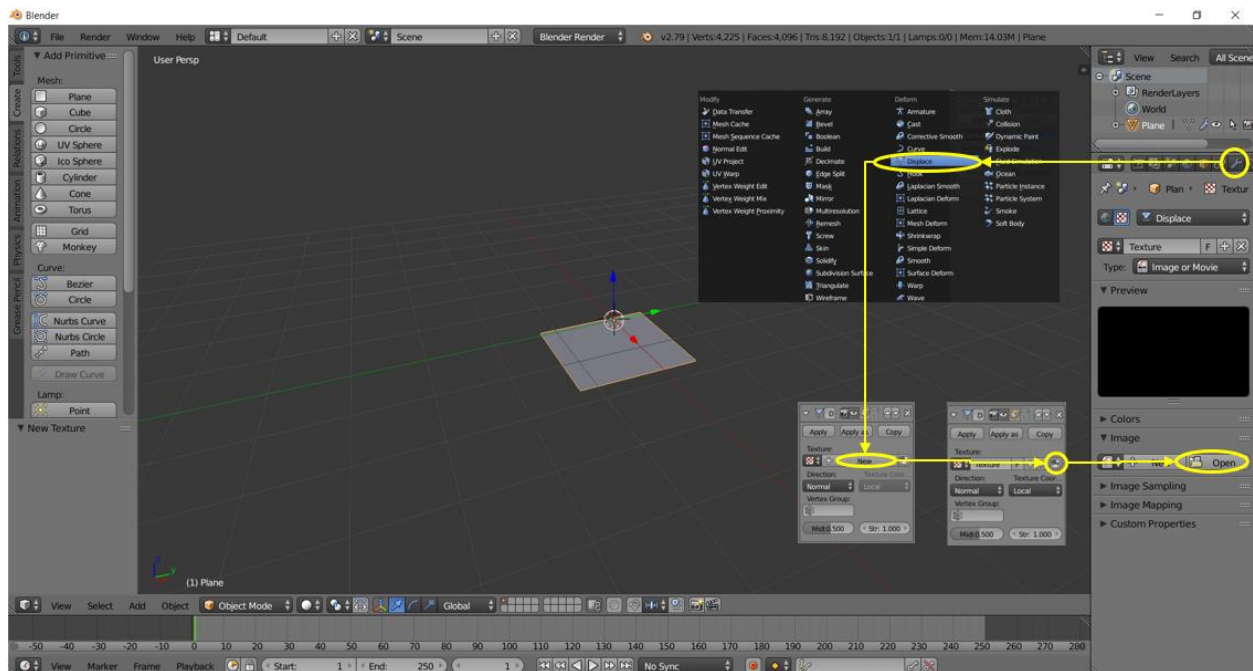 Blender
File Render Window Help Default Scene Blender Render v2.79 | Verts:4,225 | Faces:4,096 | Tris:8,192 | Objects:1/1 | Lamps:0/0 | Mem:14.03M | Plane
Tools
Create
Relations
Animation
Physics
Grease Pencil
Add Primitive
Mesh:
Plane
Cube
Circle
UV Sphere
Ico Sphere
Cylinder
Cone
Torus
Grid
Monkey
Curve:
Bezier
Circle
Nurbs Curve
Nurbs Circle
Path
Draw Curve
Lamp:
Point
New Texture
User Persp
Modify
Data Transfer
Mesh Cache
Mesh Sequence Cache
Normal Edit
UV Project
UV Warp
Vertex Weight Edit
Vertex Weight Mix
Vertex Weight Proximity
Generate
Array
Bevel
Boolean
Build
Decimate
Edge Split
Mask
Mirror
Multiresolution
Remesh
Screw
Skin
Solidify
Subdivision Surface
Triangulate
Wireframe
Deform
Armature
Cast
Corrective Smooth
Curve
Displace
Hook
Laplacian Smooth
Laplacian Deform
Lattice
Mesh Deform
Shrinkwrap
Simple Deform
Smooth
Surface Deform
Warp
Wave
Simulate
Cloth
Collision
Dynamic Paint
Explode
Fluid Simulation
Ocean
Particle Instance
Particle System
Smoke
Soft Body
D
Apply Apply as Copy
Texture:
New
Direction: Texture Coor...
Normal Local
Vertex Group:
Mid:0.500 Str: 1.000
D
Apply Apply as Copy
Texture:
Texture F
Direction: Texture Coor...
Normal Local
Vertex Group:
Mid:0.500 Str: 1.000
z
y
(1) Plane
View Search All Scene
Scene
RenderLayers
World
Plane
Plan Textur
Displace
Texture F
Type: Image or Movie
Preview
Colors
Image
Open
Image Sampling
Image Mapping
Custom Properties
View Select Add Object Object Mode Global
-50 -40 -30 -20 -10 0 10 20 30 40 50 60 70 80 90 100 110 120 130 140 150 160 170 180 190 200 210 220 230 240 250 260 270 280
View Marker Frame Playback Start: 1 End: 250 1 No Sync